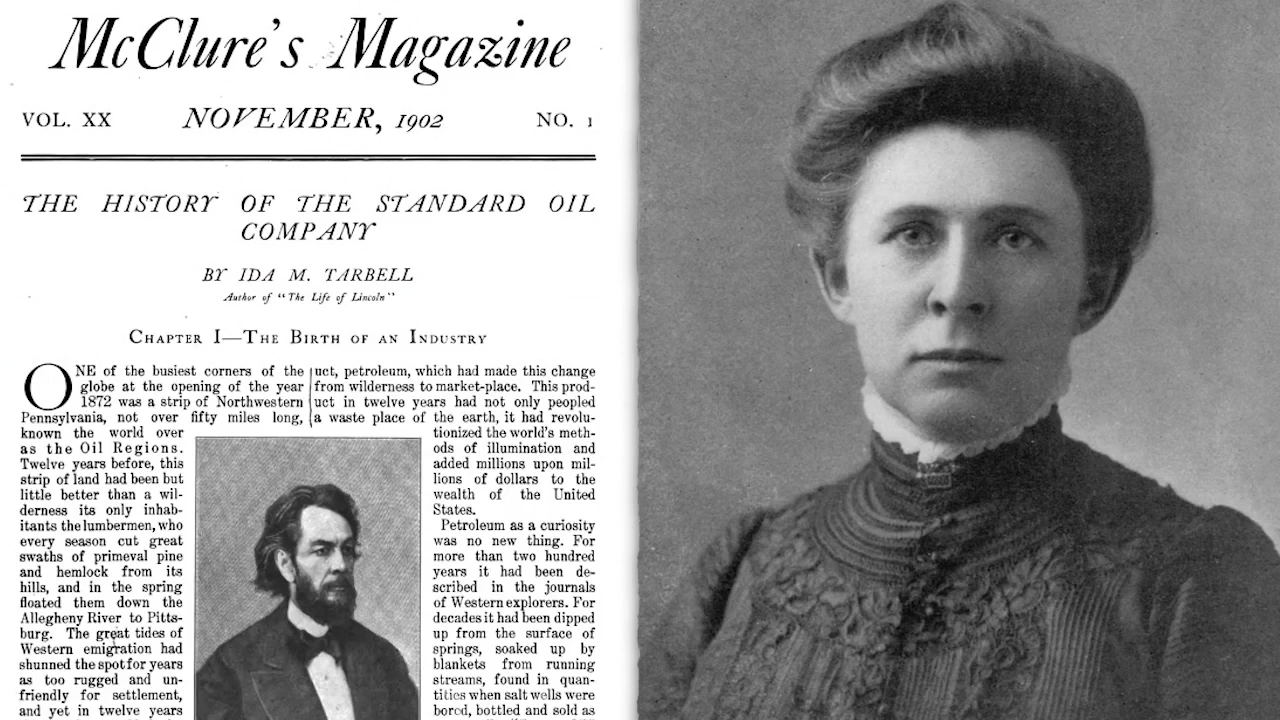 McClure's Magazine
VOL. XX NOVEMBER, 1902 NO. 1
THE HISTORY OF THE STANDARD OIL
COMPANY
BY IDA M. TARBELL
Author of "The Life of Lincoln"
CHAPTER I—THE BIRTH OF AN INDUSTRY
ONE of the busiest corners of the
globe at the opening of the year
1872 was a strip of Northwestern
Pennsylvania, not over fifty miles long,
known the world over
as the Oil Regions.
Twelve years before, this
strip of land had been but
little better than a wil-
derness its only inhab-
itants the lumbermen, who
every season cut great
swaths of primeval pine
and hemlock from its
hills, and in the spring
floated them down the
Allegheny River to Pitts-
burg. The great tides of
Western emigration had
shunned the spot for years
as too rugged and un-
friendly for settlement,
and yet in twelve years
uct, petroleum, which had made this change
from wilderness to market-place. This prod-
uct in twelve years had not only peopled
a waste place of the earth, it had revolu-
tionized the world's meth-
ods of illumination and
added millions upon mil-
lions of dollars to the
wealth of the United
States.
Petroleum as a curiosity
was no new thing. For
more than two hundred
years it had been de-
scribed in the journals
of Western explorers. For
decades it had been dipped
up from the surface of
springs, soaked up by
blankets from running
streams, found in quan-
tities when salt wells were
bored, bottled and sold as